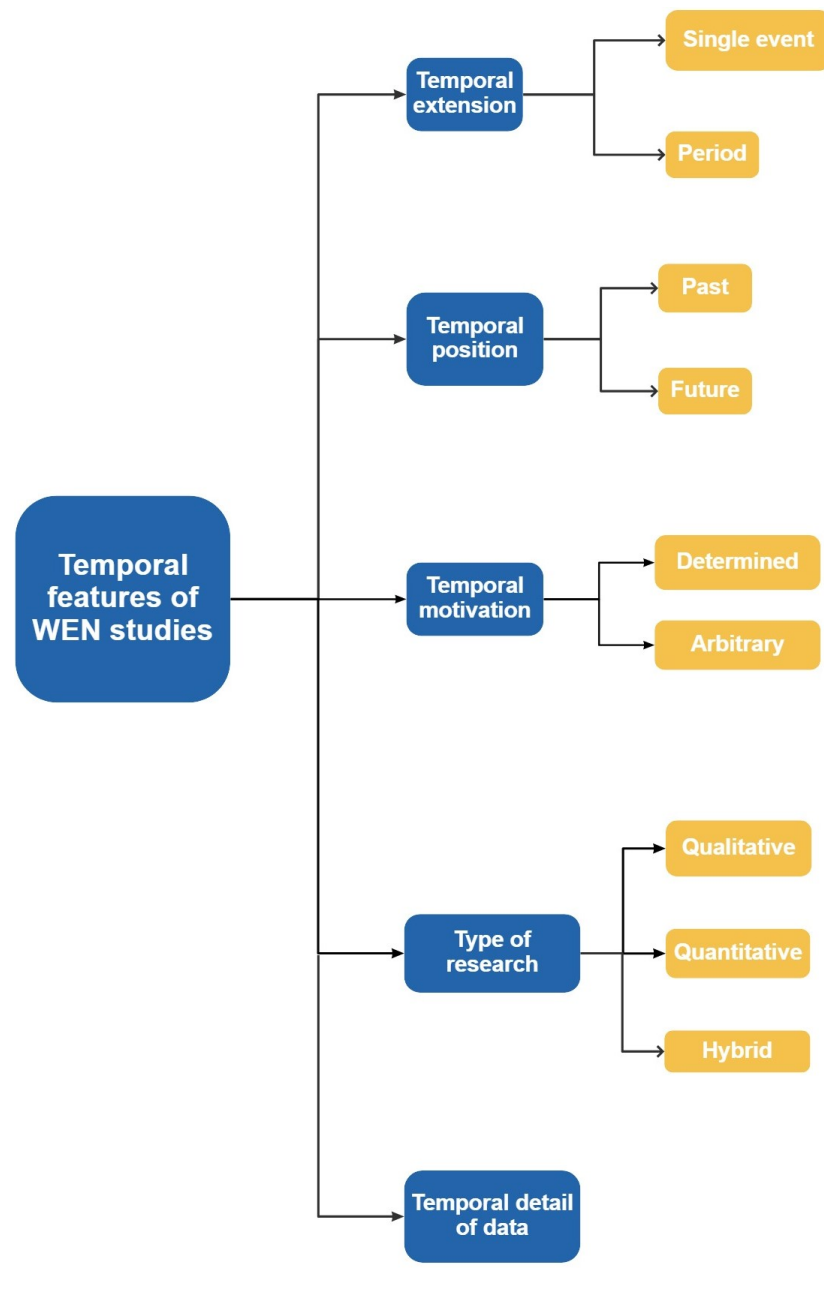 Temporal
features of
WEN studies
Temporal
extension
Single event
Period
Temporal
position
Past
Future
Temporal
motivation
Determined
Arbitrary
Type of
research
Qualitative
Quantitative
Hybrid
Temporal detail
of data